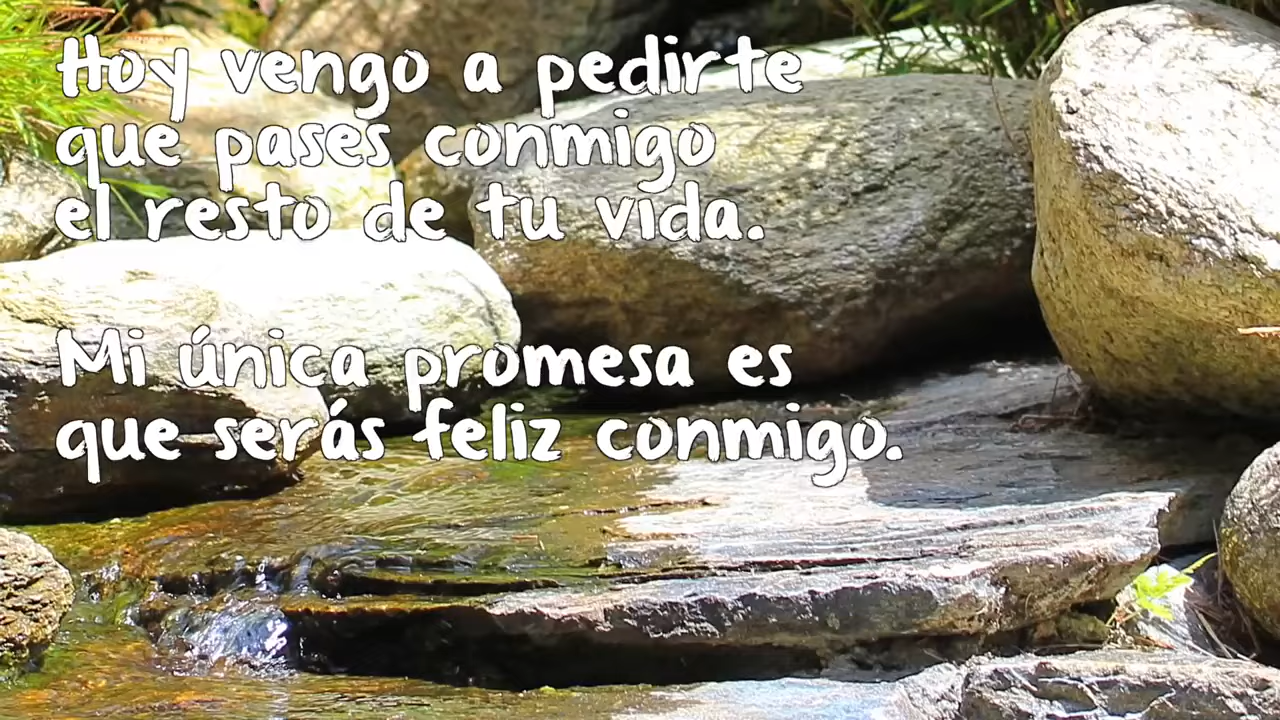 Hoy vengo a pedirte
que pases conmigo
el resto de tu vida.
Mi única promesa es
que serás feliz conmigo.